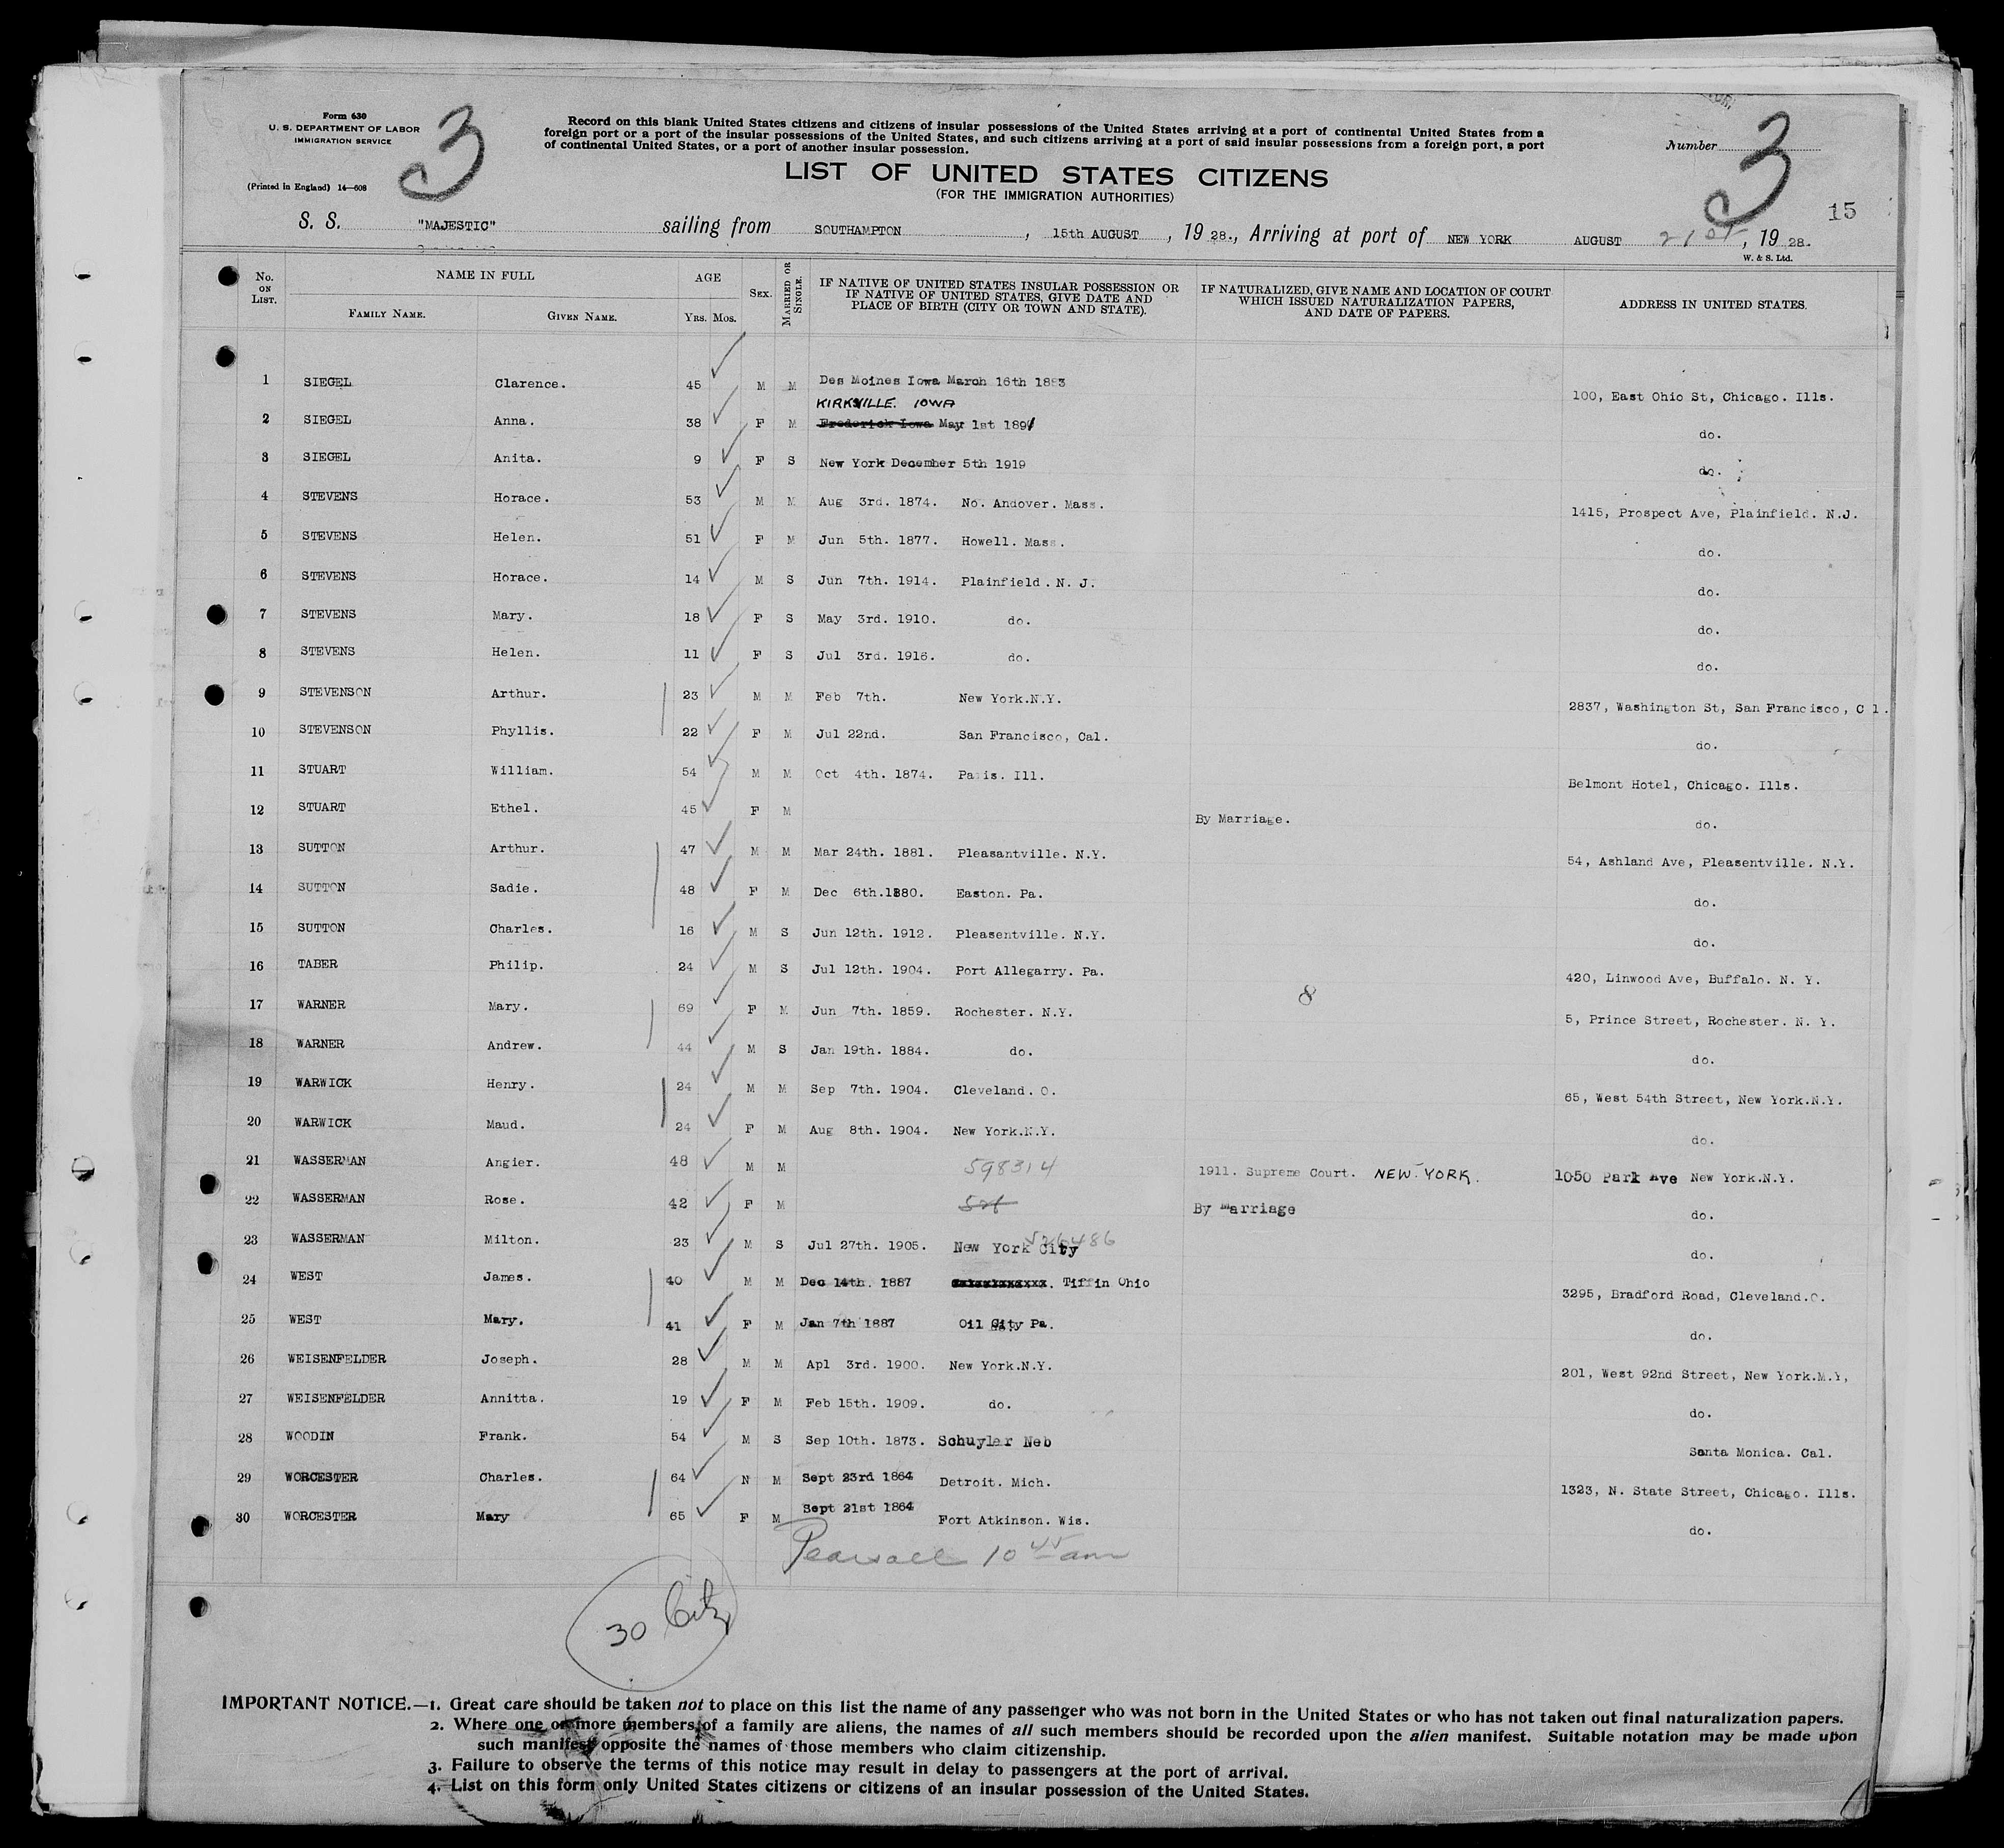 Form 630
U. S. DEPARTMENT OF LABOR
IMMIGRATION SERVICE
(Printed in England) 14—608
3
Record on this blank United States citizens and citizens of insular possessions of the United States arriving at a port of continental United States from a
foreign port or a port of the insular possessions of the United States, and such citizens arriving at a port of said insular possessions from a foreign port, a port
of continental United States, or a port of another insular possession.
LIST OF UNITED STATES CITIZENS
(FOR THE IMMIGRATION AUTHORITIES)
Number
3
15
S. S. "MAJESTIC" sailing from SOUTHAMPTON, 15th AUGUST, 19 28., Arriving at port of NEW YORK AUGUST 21st, 19 28.
W. & S. Ltd.
No. ON LIST. NAME IN FULL FAMILY NAME. GIVEN NAME. AGE YRS. MOS. SEX. MARRIED OR SINGLE. IF NATIVE OF UNITED STATES INSULAR POSSESSION OR IF NATIVE OF UNITED STATES, GIVE DATE AND PLACE OF BIRTH (CITY OR TOWN AND STATE). IF NATURALIZED, GIVE NAME AND LOCATION OF COURT WHICH ISSUED NATURALIZATION PAPERS, AND DATE OF PAPERS. ADDRESS IN UNITED STATES.
1 SIEGEL Clarence. 45 M M Des Moines Iowa March 16th 1883 100, East Ohio St, Chicago. Ills.
KIRKVILLE. IOWA
2 SIEGEL Anna. 38 F M Frederick Iowa May 1st 189 do.
3 SIEGEL Anita. 9 F S New York December 5th 1919 do.
4 STEVENS Horace. 53 M M Aug 3rd. 1874. No. Andover. Mass. 1415, Prospect Ave, Plainfield. N.J.
5 STEVENS Helen. 51 F M Jun 5th. 1877. Howell. Mass. do.
6 STEVENS Horace. 14 M S Jun 7th. 1914. Plainfield. N. J. do.
7 STEVENS Mary. 18 F S May 3rd. 1910. do. do.
8 STEVENS Helen. 11 F S Jul 3rd. 1916. do. do.
9 STEVENSON Arthur. 23 M M Feb 7th. New York.N.Y. 2837, Washington St, San Francisco, C l.
10 STEVENSON Phyllis. 22 F M Jul 22nd. San Francisco, Cal. do.
11 STUART William. 54 M M Oct 4th. 1874. Paris. Ill. Belmont Hotel, Chicago. Ills.
12 STUART Ethel. 45 F M By Marriage. do.
13 SUTTON Arthur. 47 M M Mar 24th. 1881. Pleasantville. N.Y. 54, Ashland Ave, Pleasentville. N.Y.
14 SUTTON Sadie. 48 F M Dec 6th.1880. Easton. Pa. do.
15 SUTTON Charles. 16 M S Jun 12th. 1912. Pleasentville. N.Y. do.
16 TABER Philip. 24 M S Jul 12th. 1904. Port Allegarry. Pa. 420, Linwood Ave, Buffalo. N. Y.
8
17 WARNER Mary. 69 F M Jun 7th. 1859. Rochester. N.Y. 5, Prince Street, Rochester. N. Y.
18 WARNER Andrew. 44 M S Jan 19th. 1884. do. do.
19 WARWICK Henry. 24 M M Sep 7th. 1904. Cleveland. O. 65, West 54th Street, New York.N.Y.
20 WARWICK Maud. 24 F M Aug 8th. 1904. New York.N.Y. do.
21 WASSERMAN Angier. 48 M M 598314 1911. Supreme Court. NEW-YORK. 1050 Park Ave New York.N.Y.
22 WASSERMAN Rose. 42 F M By Marriage do.
23 WASSERMAN Milton. 23 M S Jul 27th. 1905. New York City 526486 do.
24 WEST James. 40 M M Dec 14th. 1887 Tiffin Ohio 3295, Bradford Road, Cleveland.O.
25 WEST Mary. 41 F M Jan 7th 1887 Oil City Pa. do.
26 WEISENFELDER Joseph. 28 M M Apl 3rd. 1900. New York.N.Y. 201, West 92nd Street, New York.M.Y,
27 WEISENFELDER Annitta. 19 F M Feb 15th. 1909. do. do.
28 WOODIN Frank. 54 M S Sep 10th. 1873. Schuyler Neb Santa Monica. Cal.
29 WORCESTER Charles. 64 N M Sept 23rd 1864 Detroit. Mich. 1323, N. State Street, Chicago. Ills.
30 WORCESTER Mary 65 F M Sept 21st 1864 Fort Atkinson. Wis. do.
Pearsall 10 45 am
30 Citz
IMPORTANT NOTICE.—1. Great care should be taken not to place on this list the name of any passenger who was not born in the United States or who has not taken out final naturalization papers.
2. Where one or more members of a family are aliens, the names of all such members should be recorded upon the alien manifest. Suitable notation may be made upon
such manifest opposite the names of those members who claim citizenship.
3. Failure to observe the terms of this notice may result in delay to passengers at the port of arrival.
4. List on this form only United States citizens or citizens of an insular possession of the United States.